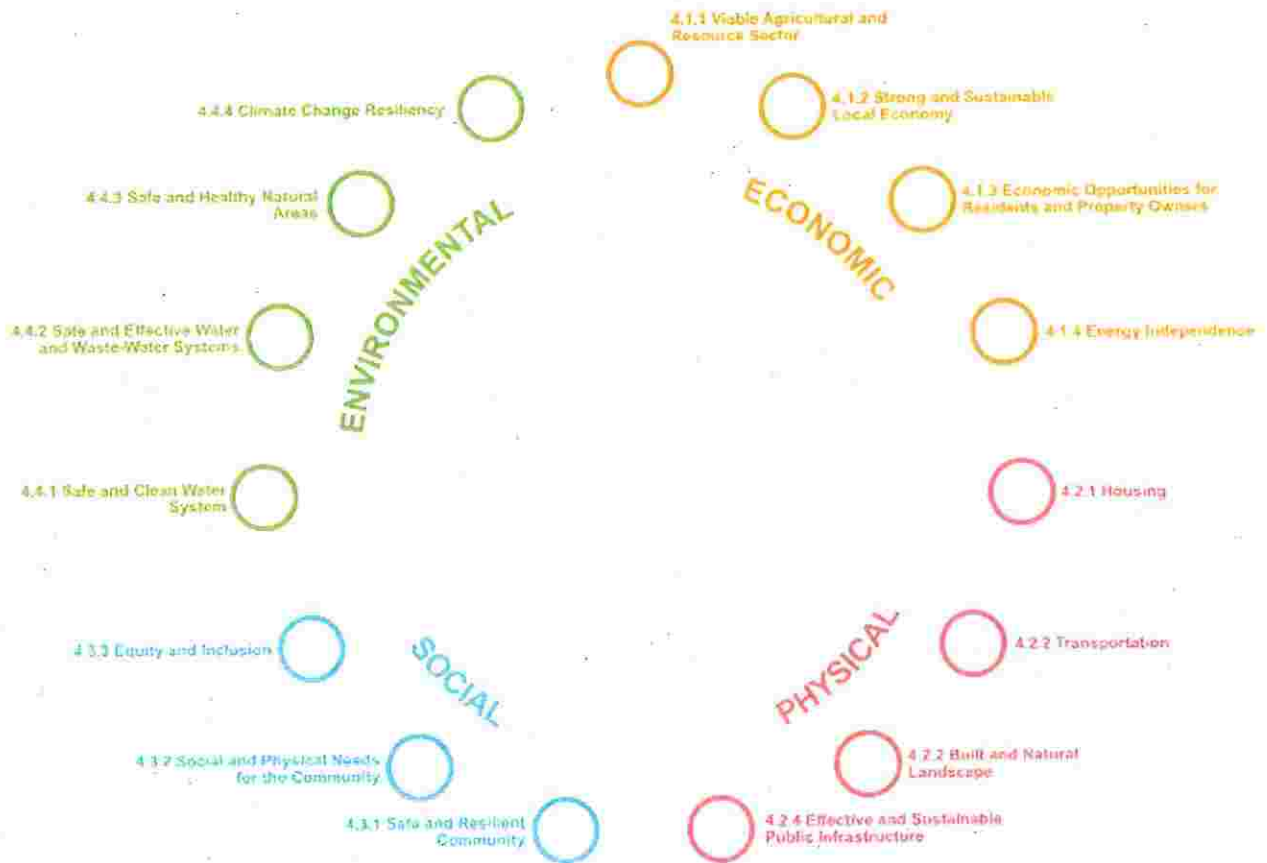 4.1.1 Viable Agricultural and
Resource Sector
4.1.2 Strong and Sustainable
Local Economy
4.1.3 Economic Opportunities for
Residents and Property Owners
4.1.4 Energy Independence
ECONOMIC
4.2.1 Housing
4.2.2 Transportation
4.2.2 Built and Natural
Landscape
4.2.4 Effective and Sustainable
Public Infrastructure
PHYSICAL
4.3.1 Safe and Resilient
Community
4.3.2 Social and Physical Needs
for the Community
4.3.3 Equity and Inclusion
SOCIAL
4.4.1 Safe and Clean Water
System
4.4.2 Safe and Effective Water
and Waste-Water Systems
4.4.3 Safe and Healthy Natural
Areas
4.4.4 Climate Change Resiliency
ENVIRONMENTAL